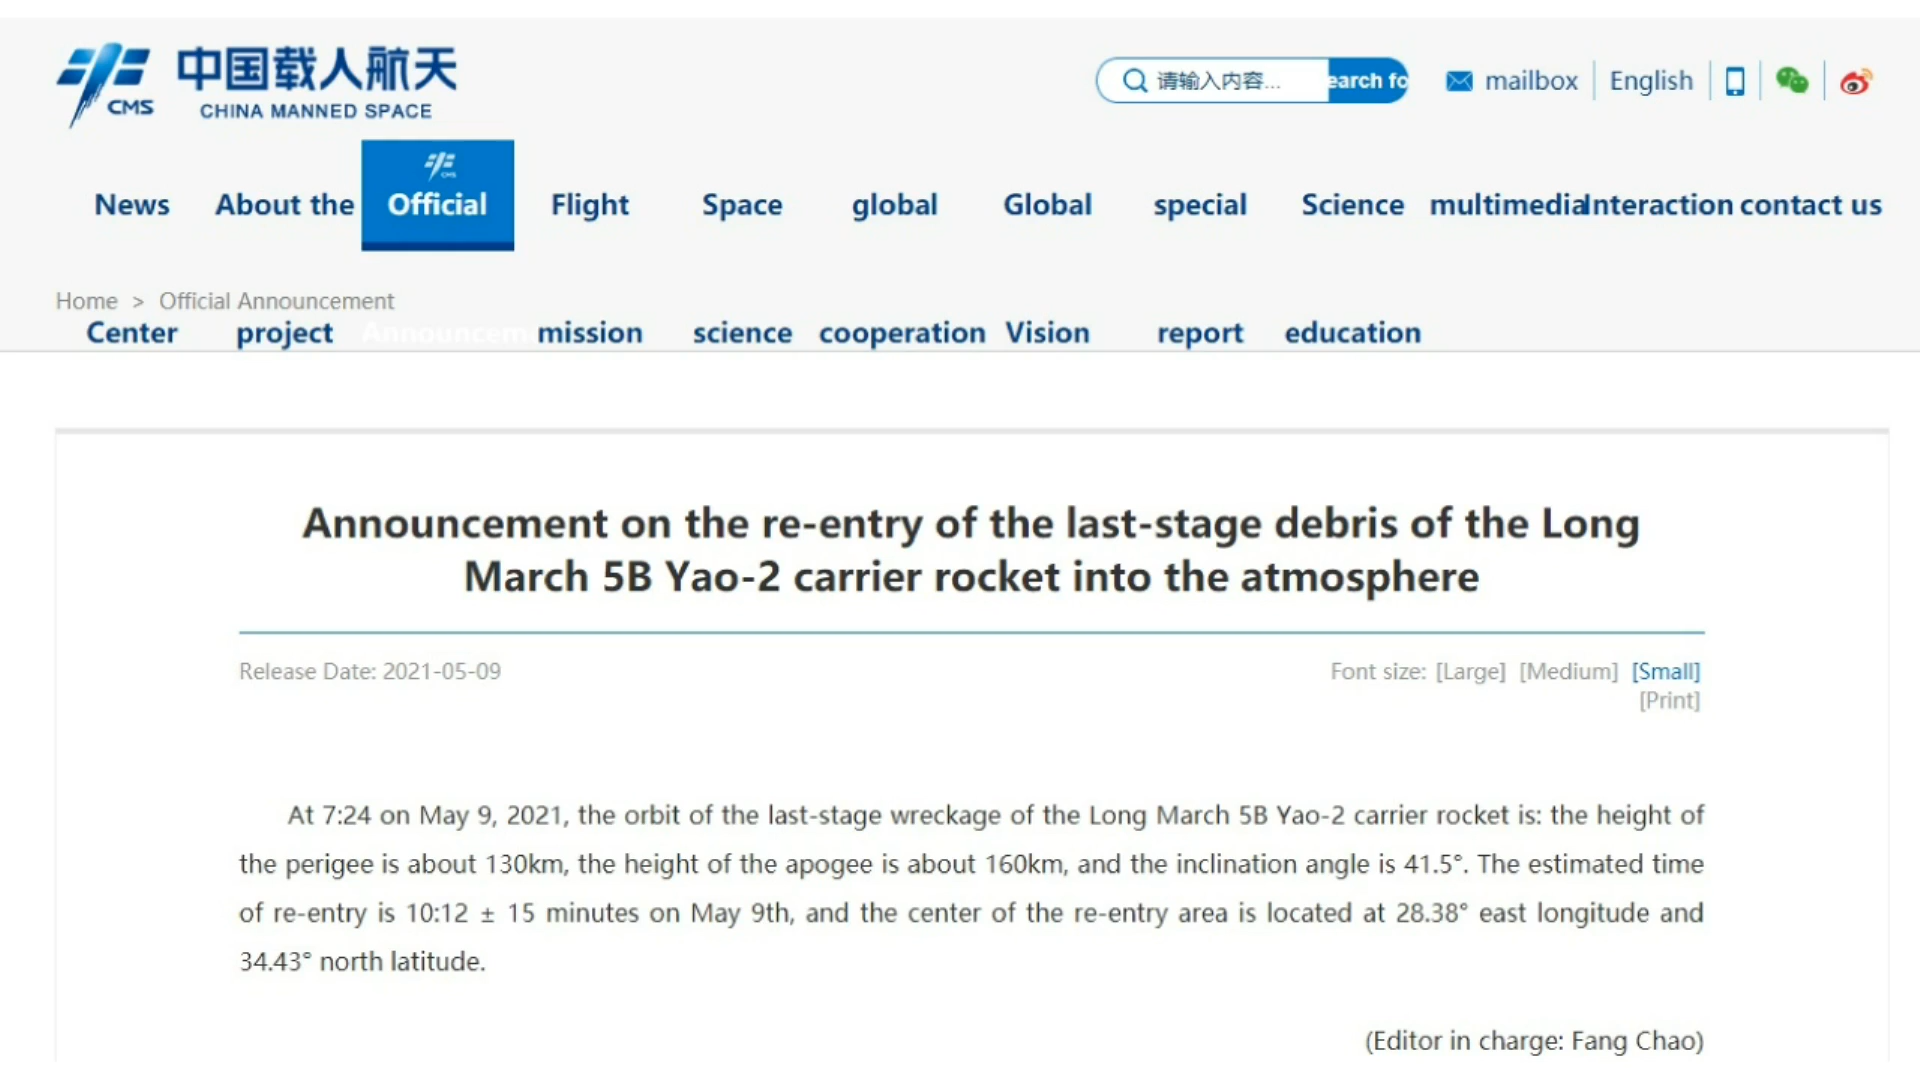 中国载人航天
CMS
CHINA MANNED SPACE
请输入内容...
earch fo
mailbox
English
CMS
News About the Official Flight Space global Global special Science multimedia Interaction contact us
Home > Official Announcement
Center project Announcem mission science cooperation Vision report education
Announcement on the re-entry of the last-stage debris of the Long
March 5B Yao-2 carrier rocket into the atmosphere
Release Date: 2021-05-09
Font size: [Large] [Medium] [Small]
[Print]
At 7:24 on May 9, 2021, the orbit of the last-stage wreckage of the Long March 5B Yao-2 carrier rocket is: the height of
the perigee is about 130km, the height of the apogee is about 160km, and the inclination angle is 41.5°. The estimated time
of re-entry is 10:12 ± 15 minutes on May 9th, and the center of the re-entry area is located at 28.38° east longitude and
34.43° north latitude.
(Editor in charge: Fang Chao)